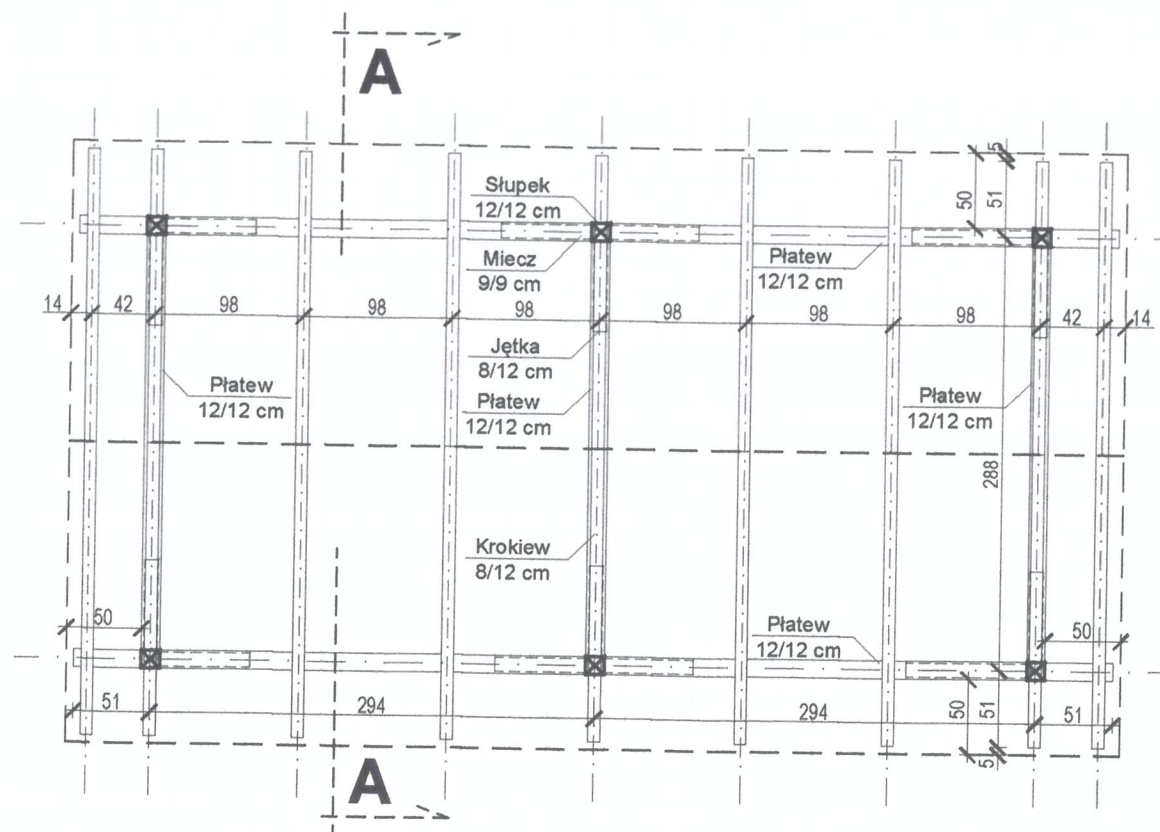 A
5
50
51
Słupek
12/12 cm
Miecz
9/9 cm
Płatew
12/12 cm
14
42
98
98
98
98
98
98
42
14
Jętka
8/12 cm
Płatew
12/12 cm
Płatew
12/12 cm
Płatew
12/12 cm
288
Krokiew
8/12 cm
50
Płatew
12/12 cm
50
51
294
294
50
51
51
5
A